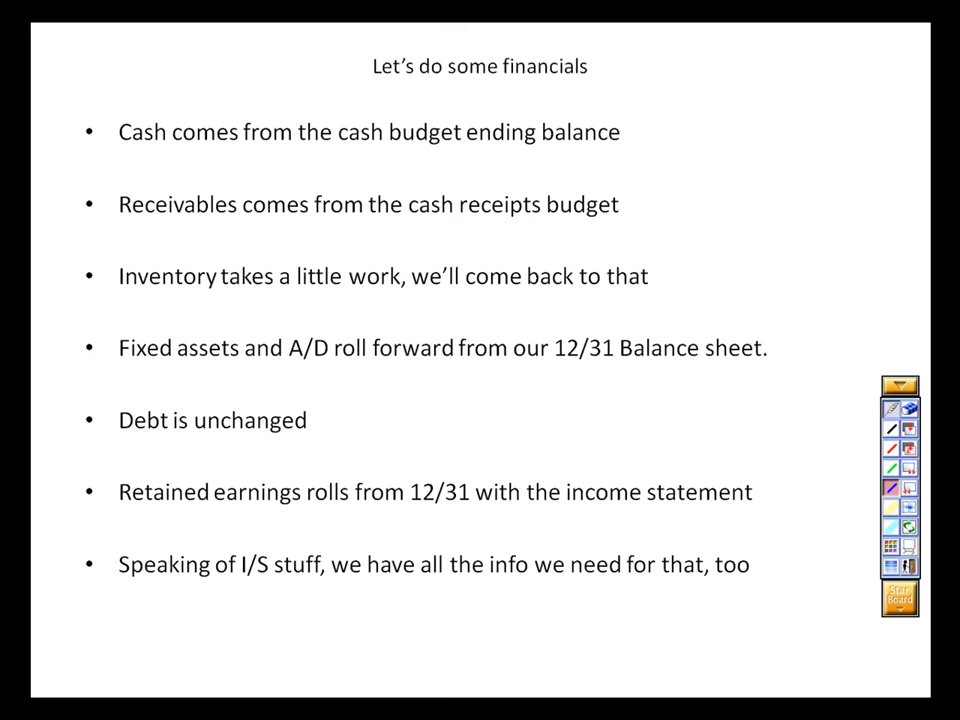 Let's do some financials
• Cash comes from the cash budget ending balance
• Receivables comes from the cash receipts budget
• Inventory takes a little work, we'll come back to that
• Fixed assets and A/D roll forward from our 12/31 Balance sheet.
• Debt is unchanged
• Retained earnings rolls from 12/31 with the income statement
• Speaking of I/S stuff, we have all the info we need for that, too
Star
Board